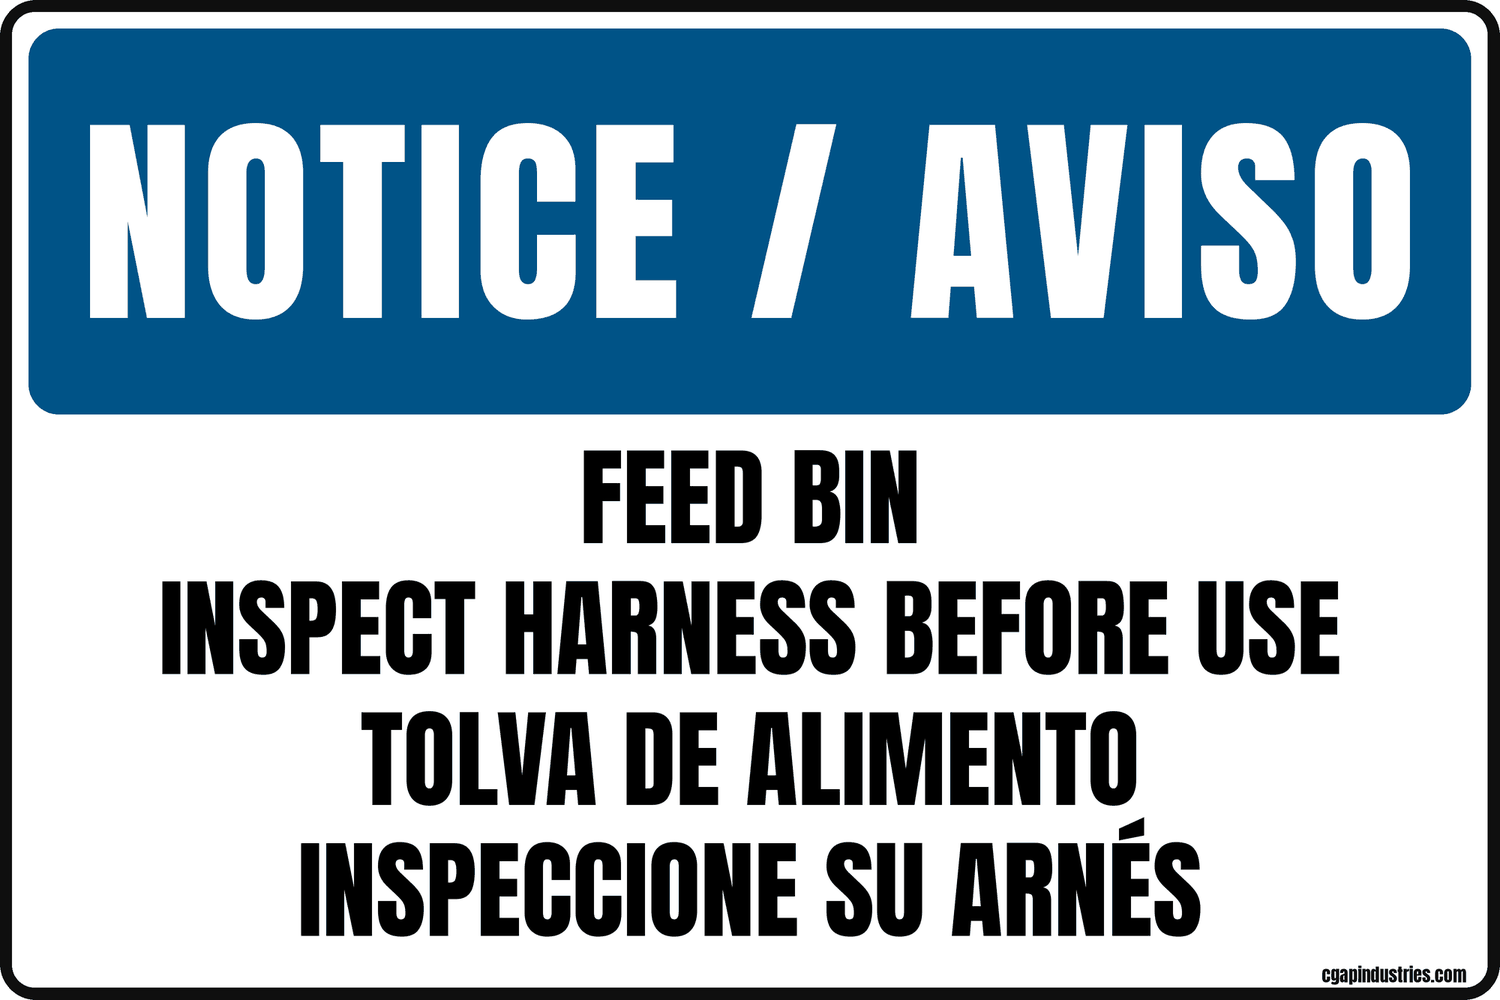 NOTICE / AVISO
FEED BIN
INSPECT HARNESS BEFORE USE
TOLVA DE ALIMENTO
INSPECCIONE SU ARNÉS
cgapindustries.com